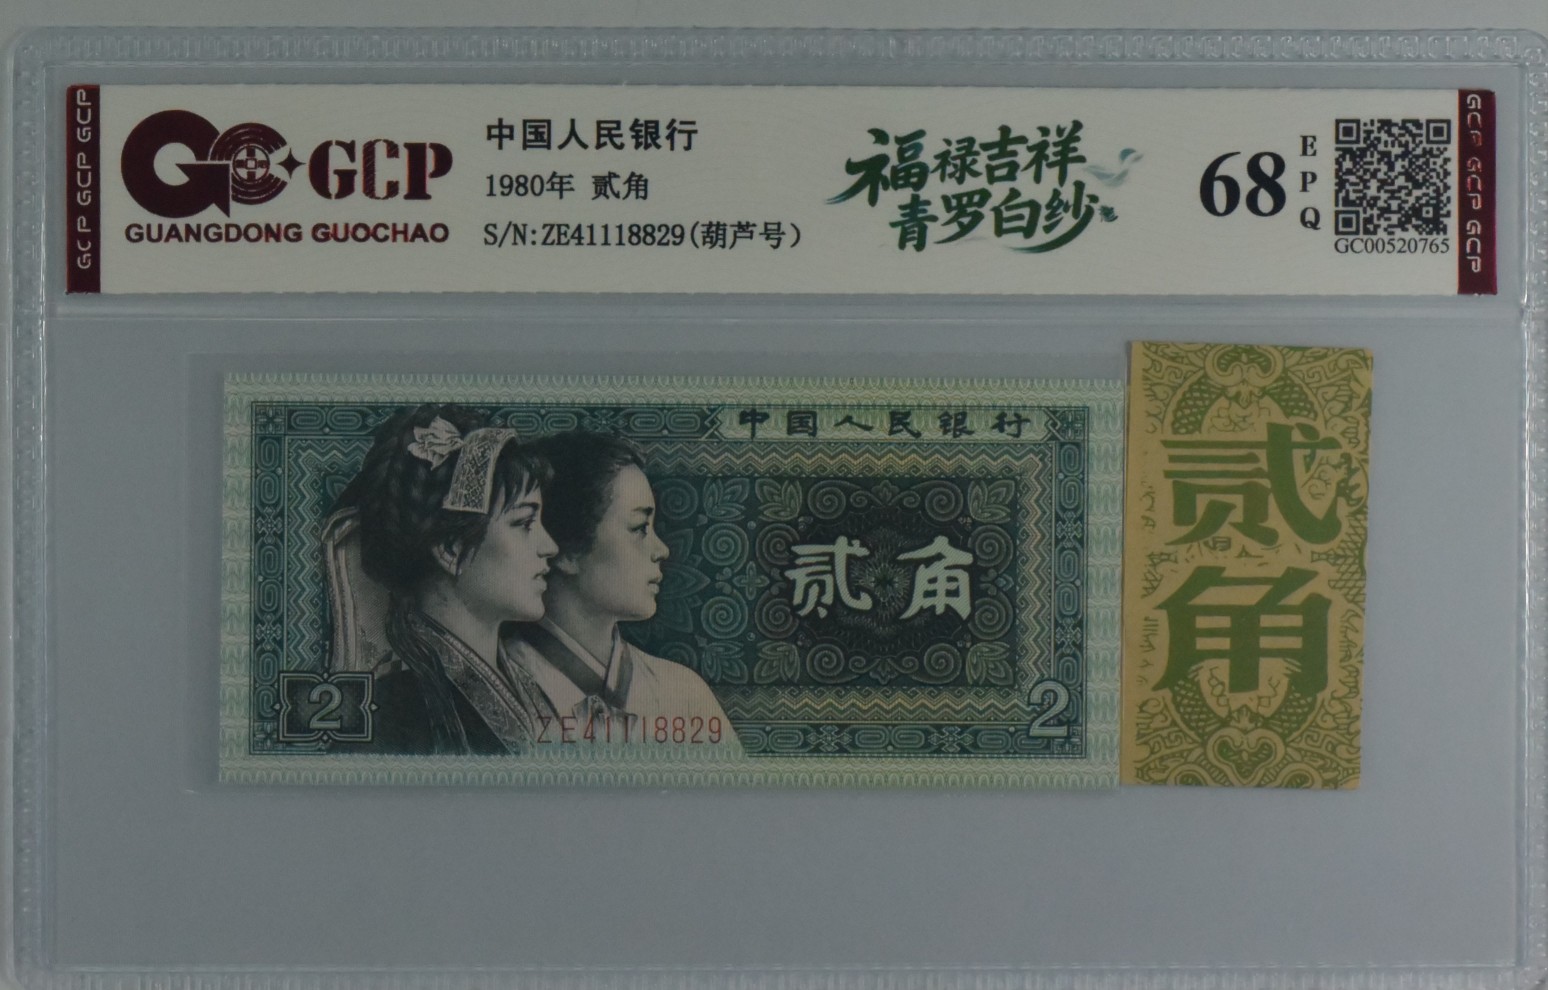 GCP GCP GCP
GCP
GUANGDONG GUOCHAO
中国人民银行
1980年 贰角
S/N:ZE41118829(葫芦号)
福禄吉祥
青罗白纱
68
EPQ
GC00520765
GCP GCP GCP
中国人民银行
贰角
2
2
ZE41118829
贰
角